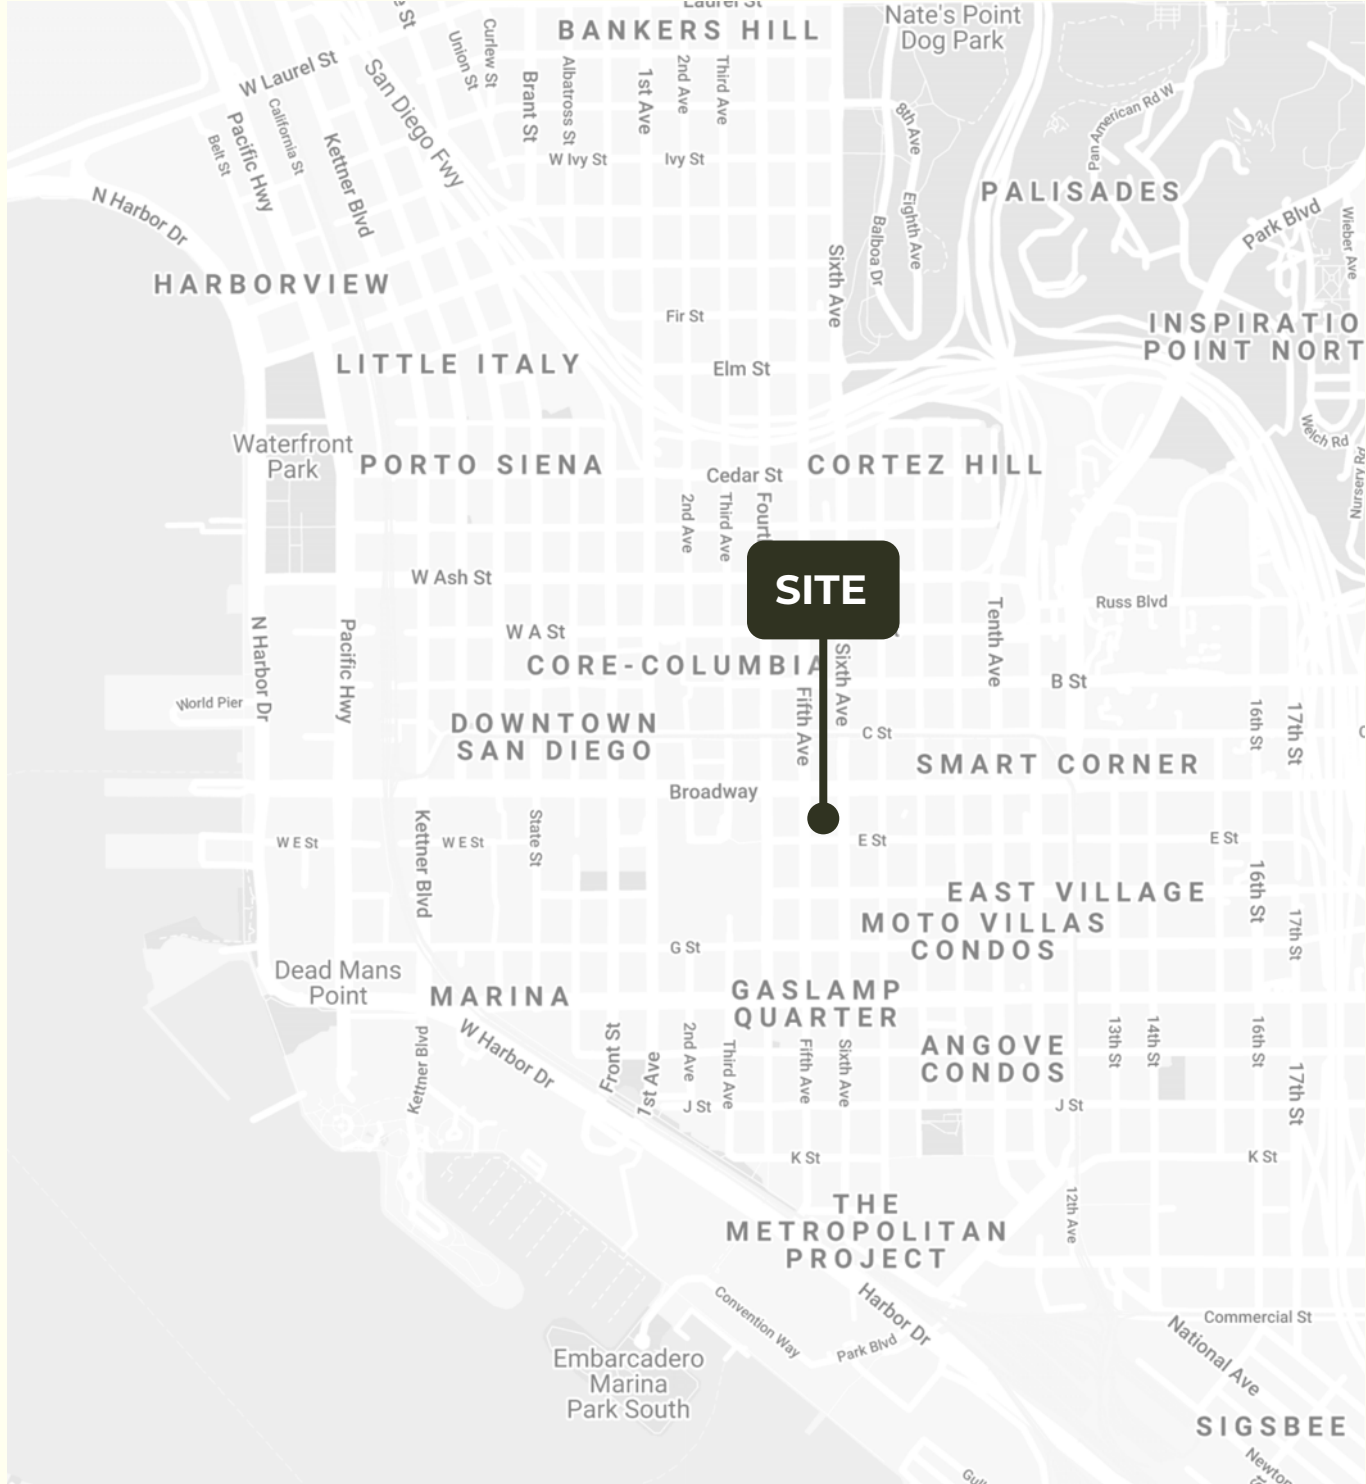 Laurel St
Nate's Point
Dog Park
BANKERS HILL
Curlew St
Union St
W Laurel St
San Diego Fwy
Brant St
Albatross St
1st Ave
2nd Ave
Third Ave
8th Ave
Pan American Rd W
California St
Pacific Hwy
Belt St
Kettner Blvd
W Ivy St
Ivy St
N Harbor Dr
PALISADES
Eighth Ave
Balboa Dr
Park Blvd
Wieber Ave
Sixth Ave
HARBORVIEW
Fir St
INSPIRATIO
POINT NORT
LITTLE ITALY
Elm St
Welch Rd
Waterfront
Park
PORTO SIENA
Cedar St
CORTEZ HILL
Nursery Rd
2nd Ave
Third Ave
Fourt
W Ash St
SITE
Tenth Ave
Russ Blvd
N Harbor Dr
Pacific Hwy
W A St
CORE-COLUMBIA
Sixth Ave
Fifth Ave
B St
World Pier
DOWNTOWN
SAN DIEGO
C St
16th St
17th St
SMART CORNER
Broadway
Kettner Blvd
State St
W E St
W E St
E St
E St
EAST VILLAGE
16th St
MOTO VILLAS
CONDOS
17th St
G St
Dead Mans
Point
MARINA
GASLAMP
QUARTER
Kettner Blvd
W Harbor Dr
Front St
1st Ave
2nd Ave
Third Ave
Fifth Ave
Sixth Ave
ANGOVE
CONDOS
13th St
14th St
16th St
17th St
J St
J St
K St
K St
THE
METROPOLITAN
PROJECT
12th Ave
Convention Way
Harbor Dr
Park Blvd
Commercial St
National Ave
Embarcadero
Marina
Park South
SIGSBEE
Newto